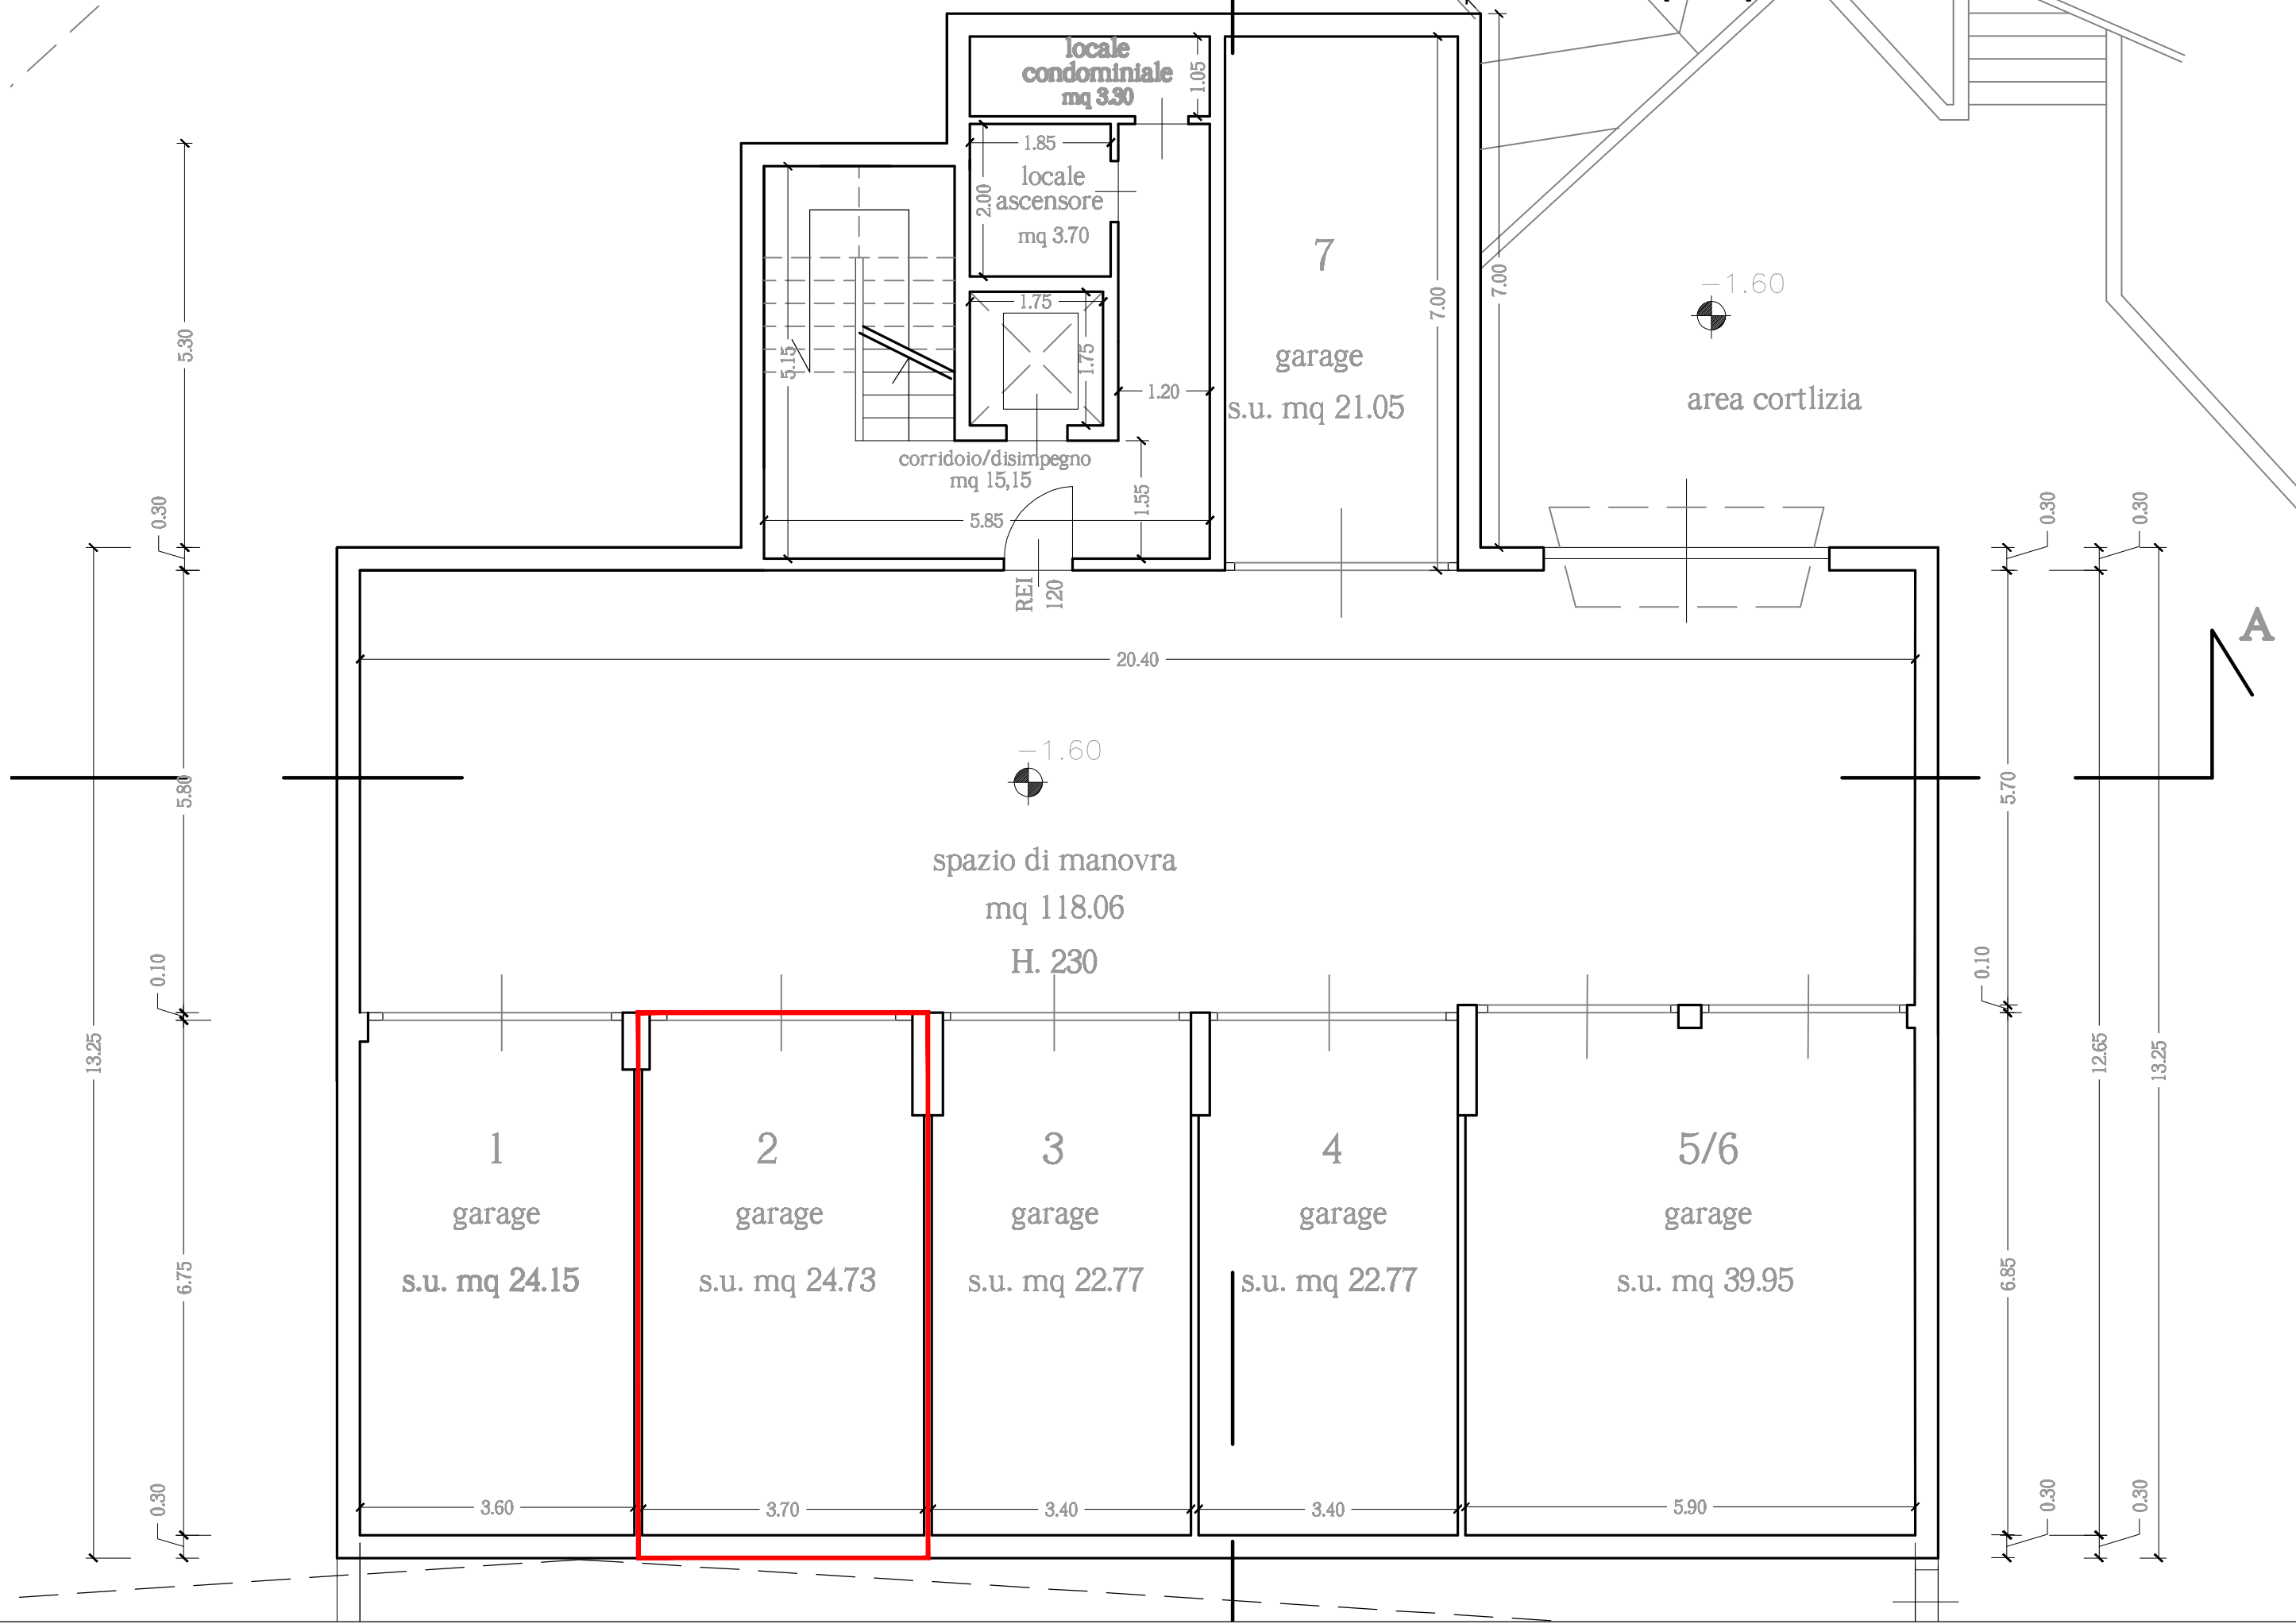 locale
condominiale
mq 3.30
1.05
1.85
locale
ascensore
mq 3.70
2.00
1.75
1.75
5.15
1.20
corridoio/disimpegno
mq 15,15
1.55
5.85
REI
120
7
garage
s.u. mq 21.05
7.00
7.00
-1.60
area cortlizia
5.30
0.30
0.30
0.30
A
20.40
-1.60
spazio di manovra
mq 118.06
H. 230
5.80
5.70
0.10
0.10
13.25
12.65
13.25
6.75
6.85
1
garage
s.u. mq 24.15
2
garage
s.u. mq 24.73
3
garage
s.u. mq 22.77
4
garage
s.u. mq 22.77
5/6
garage
s.u. mq 39.95
3.60
3.70
3.40
3.40
5.90
0.30
0.30
0.30